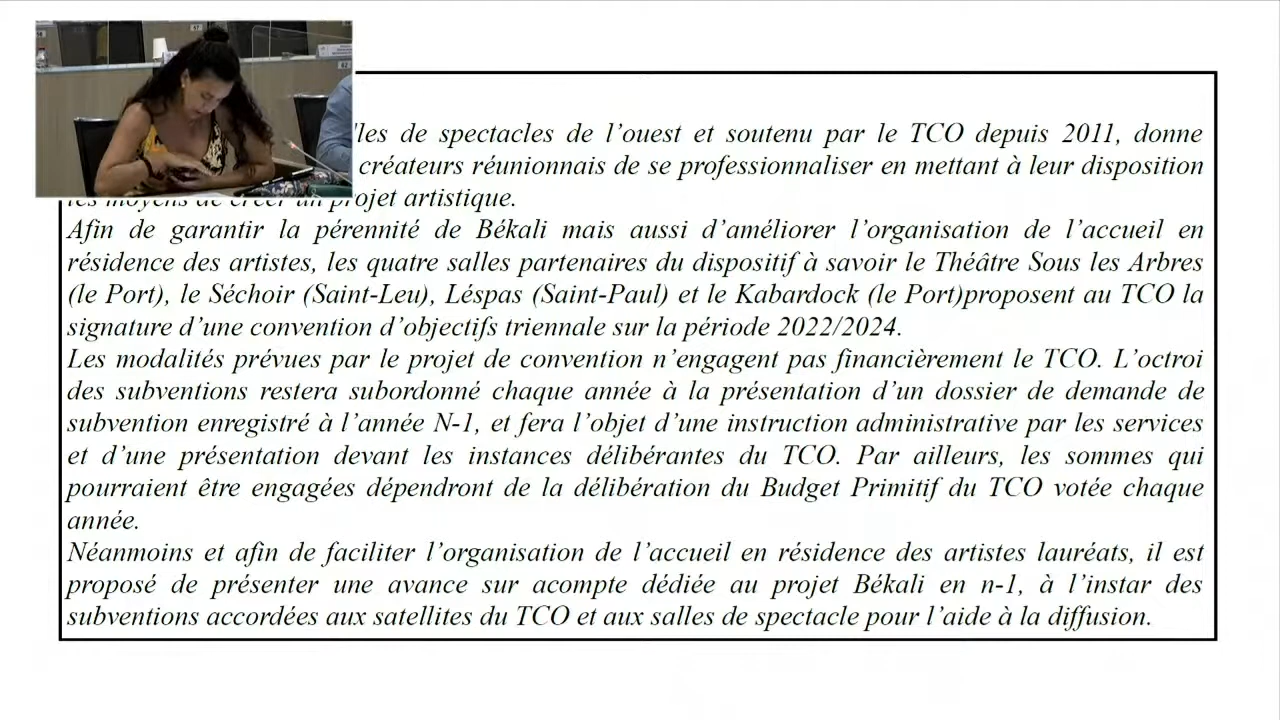 lles de spectacles de l’ouest et soutenu par le TCO depuis 2011, donne
créateurs réunionnais de se professionnaliser en mettant à leur disposition
les moyens de créer un projet artistique.
Afin de garantir la pérennité de Békali mais aussi d’améliorer l’organisation de l’accueil en
résidence des artistes, les quatre salles partenaires du dispositif à savoir le Théâtre Sous les Arbres
(le Port), le Séchoir (Saint-Leu), Léspas (Saint-Paul) et le Kabardock (le Port)proposent au TCO la
signature d’une convention d’objectifs triennale sur la période 2022/2024.
Les modalités prévues par le projet de convention n’engagent pas financièrement le TCO. L’octroi
des subventions restera subordonné chaque année à la présentation d’un dossier de demande de
subvention enregistré à l’année N-1, et fera l’objet d’une instruction administrative par les services
et d’une présentation devant les instances délibérantes du TCO. Par ailleurs, les sommes qui
pourraient être engagées dépendront de la délibération du Budget Primitif du TCO votée chaque
année.
Néanmoins et afin de faciliter l’organisation de l’accueil en résidence des artistes lauréats, il est
proposé de présenter une avance sur acompte dédiée au projet Békali en n-1, à l’instar des
subventions accordées aux satellites du TCO et aux salles de spectacle pour l’aide à la diffusion.